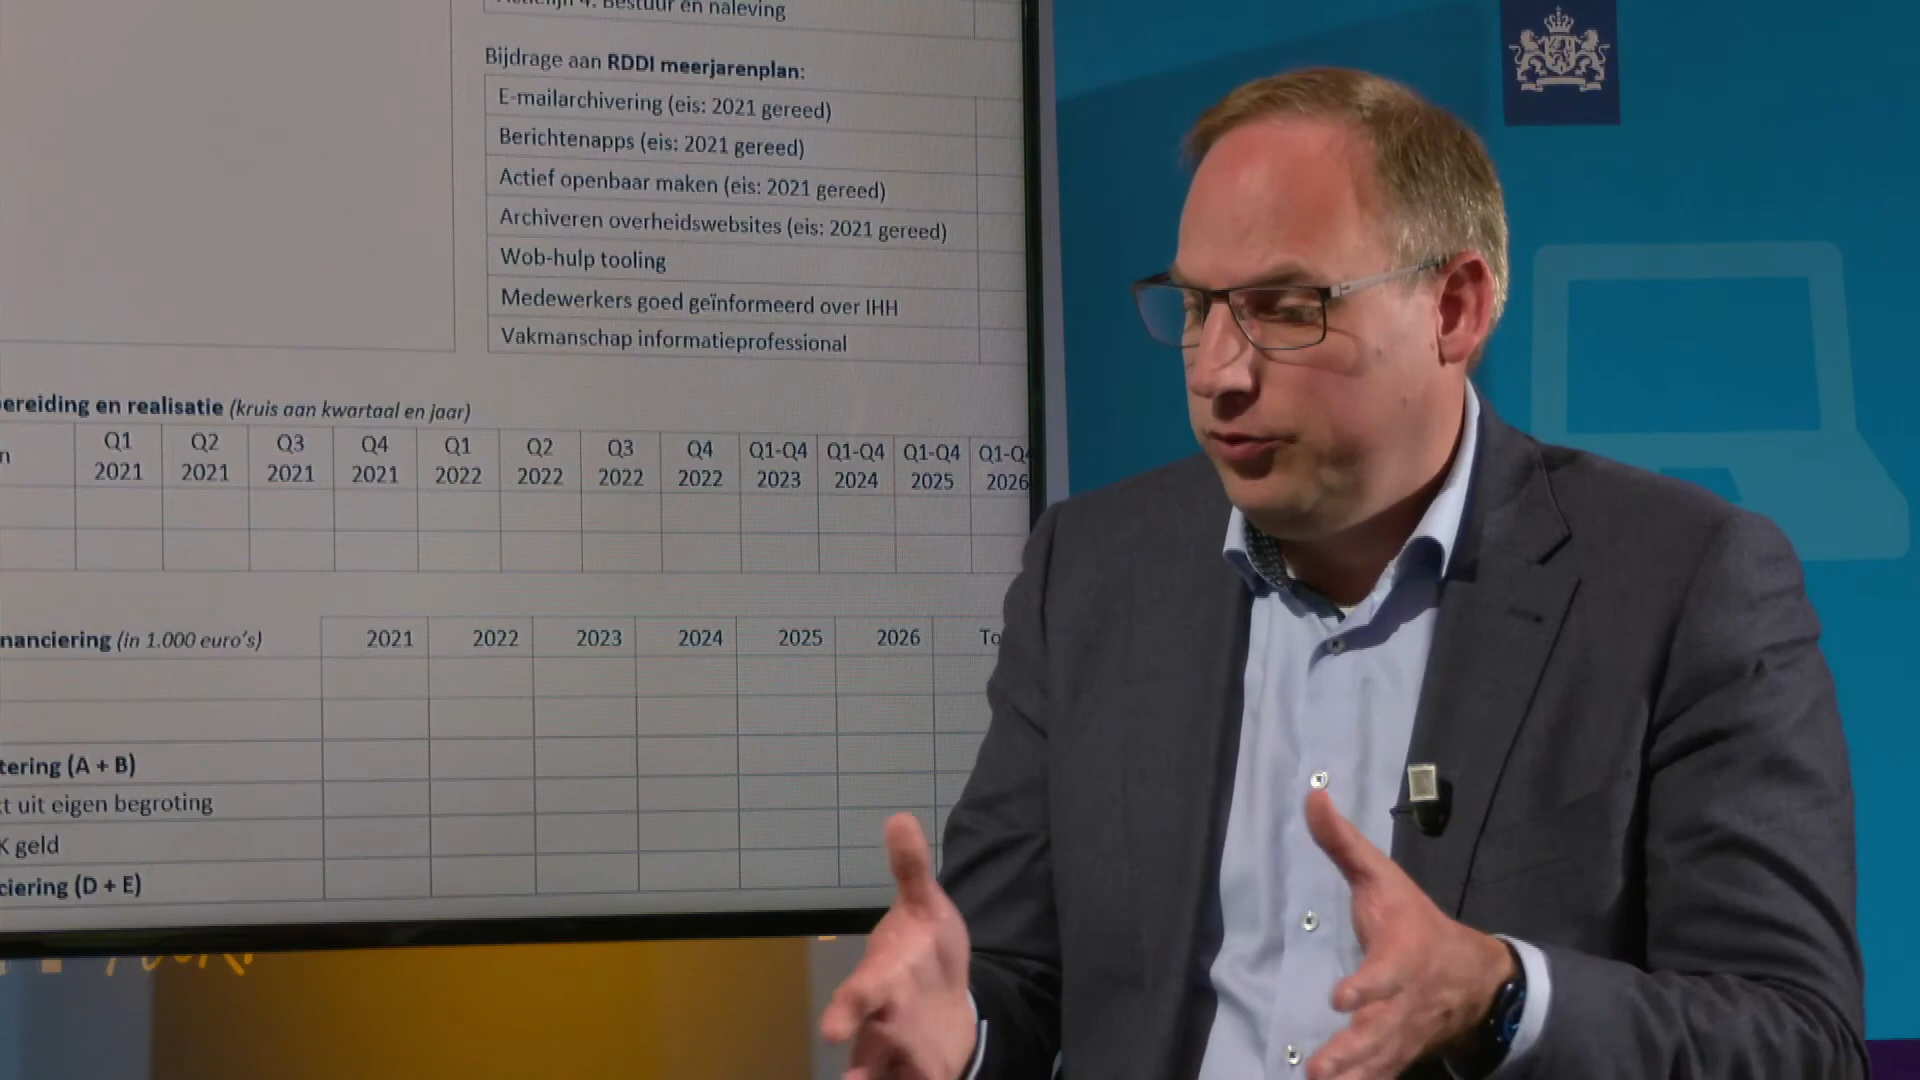 Bestuur en naleving
Bijdrage aan RDDI meerjarenplan:
E-mailarchivering (eis: 2021 gereed)
Berichtenapps (eis: 2021 gereed)
Actief openbaar maken (eis: 2021 gereed)
Archiveren overheidswebsites (eis: 2021 gereed)
Wob-hulp tooling
Medewerkers goed geïnformeerd over IHH
Vakmanschap informatieprofessional
ereiding en realisatie (kruis aan kwartaal en jaar)
n Q1 2021 Q2 2021 Q3 2021 Q4 2021 Q1 2022 Q2 2022 Q3 2022 Q4 2022 Q1-Q4 2023 Q1-Q4 2024 Q1-Q4 2025 Q1-Q4 2026
nanciering (in 1.000 euro's) 2021 2022 2023 2024 2025 2026 To
tering (A + B)
t uit eigen begroting
K geld
ciering (D + E)